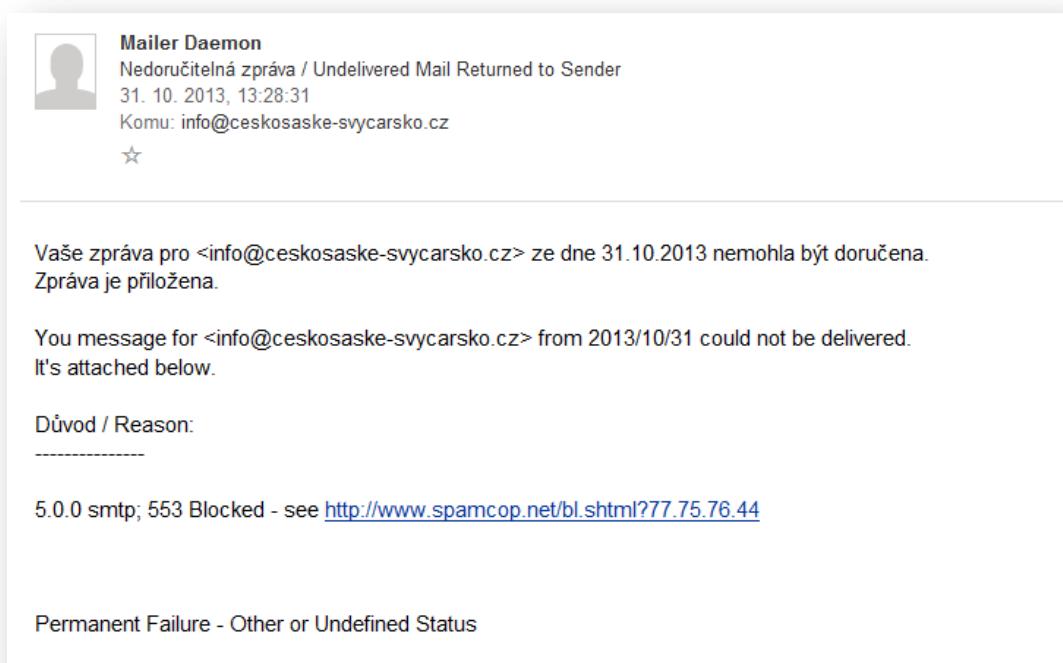 Mailer Daemon
Nedoručitelná zpráva / Undelivered Mail Returned to Sender
31. 10. 2013, 13:28:31
Komu: info@ceskosaske-svycarsko.cz
Vaše zpráva pro <info@ceskosaske-svycarsko.cz> ze dne 31.10.2013 nemohla být doručena.
Zpráva je přiložena.
You message for <info@ceskosaske-svycarsko.cz> from 2013/10/31 could not be delivered.
It's attached below.
Důvod / Reason:
---------------
5.0.0 smtp; 553 Blocked - see http://www.spamcop.net/bl.shtml?77.75.76.44
Permanent Failure - Other or Undefined Status